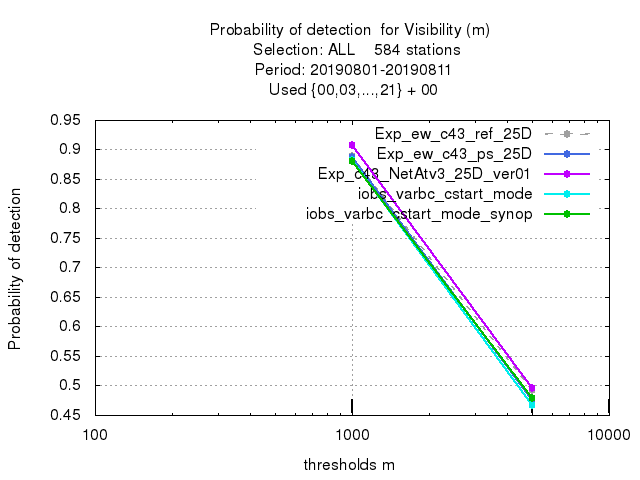 Probability of detection  for Visibility (m)
Selection: ALL    584 stations
Period: 20190801-20190811
Used {00,03,...,21} + 00
Exp_ew_c43_ref_25D
Exp_ew_c43_ps_25D
Exp_c43_NetAtv3_25D_ver01
iobs_varbc_cstart_mode
iobs_varbc_cstart_mode_synop
Probability of detection
0.95
0.9
0.85
0.8
0.75
0.7
0.65
0.6
0.55
0.5
0.45
100
1000
10000
thresholds m